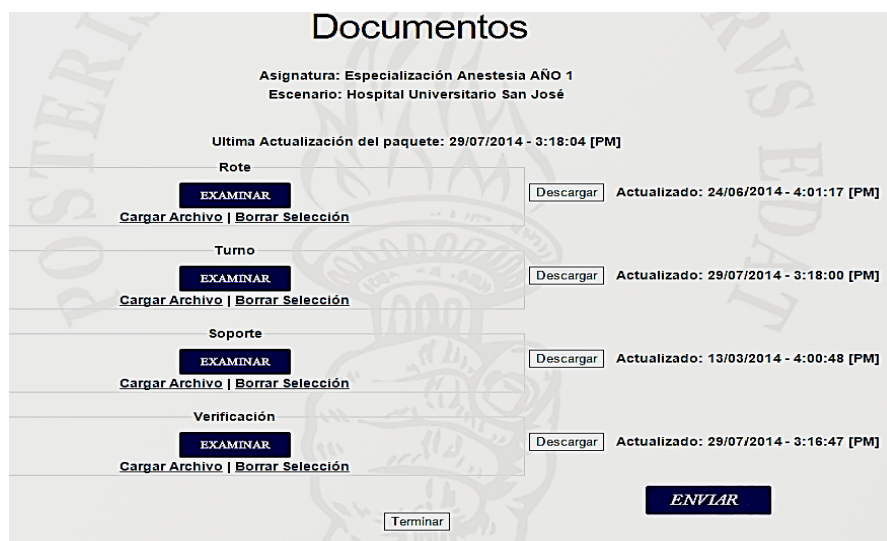 Documentos
Asignatura: Especialización Anestesia AÑO 1
Escenario: Hospital Universitario San José
Ultima Actualización del paquete: 29/07/2014 - 3:18:04 [PM]
Rote
EXAMINAR
Descargar Actualizado: 24/06/2014 - 4:01:17 [PM]
Cargar Archivo | Borrar Selección
Turno
EXAMINAR
Descargar Actualizado: 29/07/2014 - 3:18:00 [PM]
Cargar Archivo | Borrar Selección
Soporte
EXAMINAR
Descargar Actualizado: 13/03/2014 - 4:00:48 [PM]
Cargar Archivo | Borrar Selección
Verificación
EXAMINAR
Descargar Actualizado: 29/07/2014 - 3:16:47 [PM]
Cargar Archivo | Borrar Selección
ENVIAR
Terminar
POSTERIS
RVS EDAT